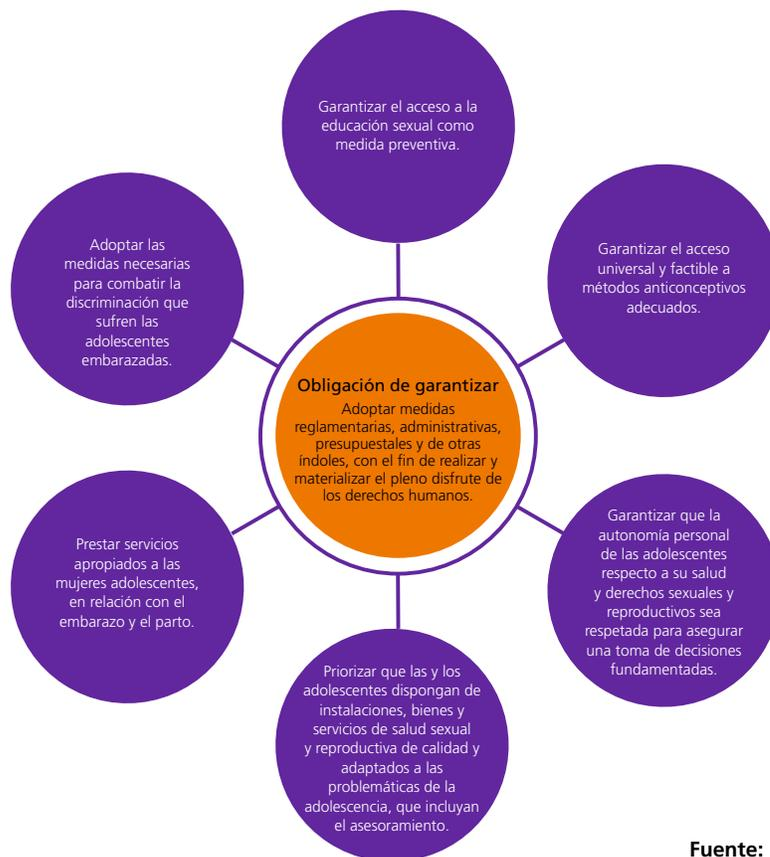 Garantizar el acceso a la
educación sexual como
medida preventiva.
Garantizar el acceso
universal y factible a
métodos anticonceptivos
adecuados.
Garantizar que la
autonomía personal
de las adolescentes
respecto a su salud
y derechos sexuales y
reproductivos sea
respetada para asegurar
una toma de decisiones
fundamentadas.
Priorizar que las y los
adolescentes dispongan de
instalaciones, bienes y
servicios de salud sexual
y reproductiva de calidad y
adaptados a las
problemáticas de la
adolescencia, que incluyan
el asesoramiento.
Prestar servicios
apropiados a las
mujeres adolescentes,
en relación con el
embarazo y el parto.
Adoptar las
medidas necesarias
para combatir la
discriminación que
sufren las
adolescentes
embarazadas.
Obligación de garantizar
Adoptar medidas
reglamentarias, administrativas,
presupuestales y de otras
índoles, con el fin de realizar y
materializar el pleno disfrute de
los derechos humanos.
Fuente: